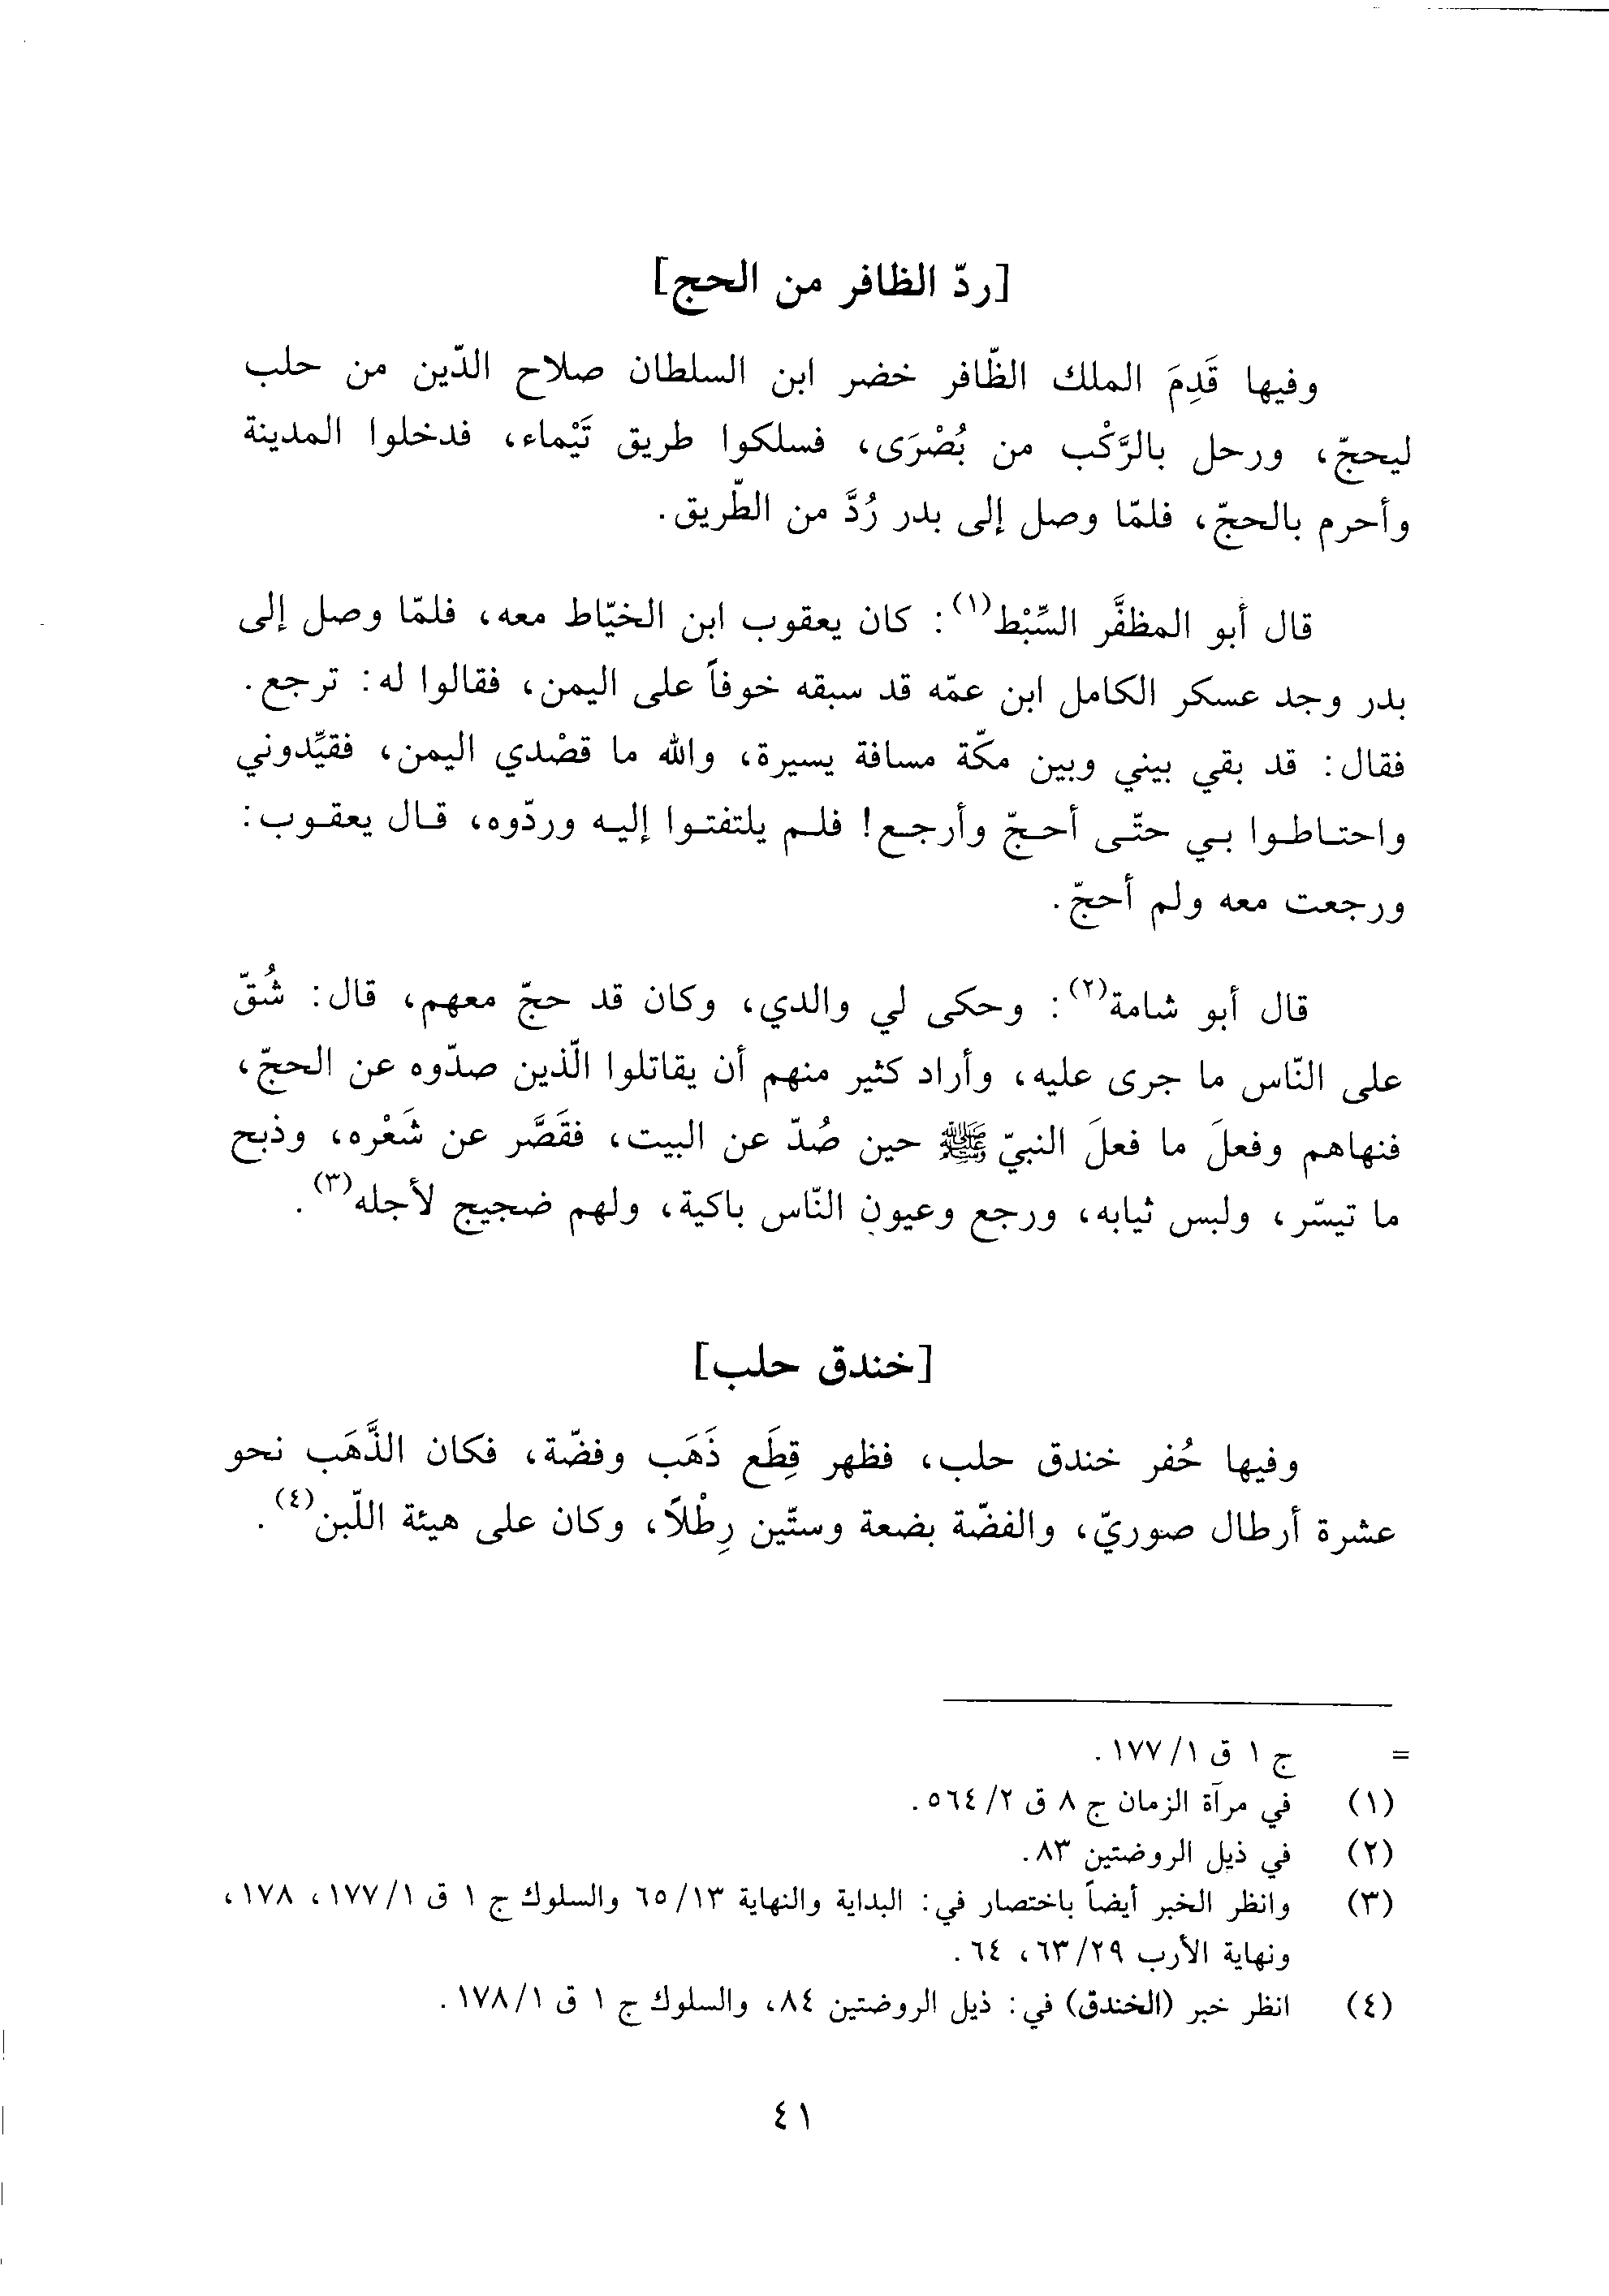 [ردّ الظافر من الحج]
وفيها قَدِمَ الملك الظّافر خضر ابن السلطان صلاح الدّين من حلب
ليحجّ، ورحل بالرَّكْب من بُصْرَى، فسلكوا طريق تَيْماء، فدخلوا المدينة
وأحرم بالحجّ، فلمّا وصل إلى بدر رُدَّ من الطّريق.
قال أبو المظفَّر السِّبْط(١): كان يعقوب ابن الخيّاط معه، فلمّا وصل إلى
بدر وجد عسكر الكامل ابن عمّه قد سبقه خوفاً على اليمن، فقالوا له: ترجع.
فقال: قد بقي بيني وبين مكّة مسافة يسيرة، والله ما قصْدي اليمن، فقيِّدوني
واحتـاطـوا بـي حتّـى أحـجّ وأرجـع! فلـم يلتفتـوا إليـه وردّوه، قـال يعقـوب:
ورجعت معه ولم أحجّ.
قال أبو شامة(٢): وحكى لي والدي، وكان قد حجّ معهم، قال: شُقّ
على النّاس ما جرى عليه، وأراد كثير منهم أن يقاتلوا الّذين صدّوه عن الحجّ،
فنهاهم وفعلَ ما فعلَ النبيّ ﷺ حين صُدّ عن البيت، فقَصَّر عن شَعْره، وذبح
ما تيسّر، ولبس ثيابه، ورجع وعيون النّاس باكية، ولهم ضجيج لأجله(٣).
[خندق حلب]
وفيها حُفر خندق حلب، فظهر قِطَع ذَهَب وفضّة، فكان الذَّهَب نحو
عشرة أرطال صوريّ، والفضّة بضعة وستّين رِطْلاً، وكان على هيئة اللّبن(٤).
= ج ١ ق ١/ ١٧٧.
(١) في مرآة الزمان ج ٨ ق ٢/ ٥٦٤.
(٢) في ذيل الروضتين ٨٣.
(٣) وانظر الخبر أيضاً باختصار في: البداية والنهاية ١٣/ ٦٥ والسلوك ج ١ ق ١/ ١٧٧، ١٧٨،
ونهاية الأرب ٢٩/ ٦٣، ٦٤.
(٤) انظر خبر (الخندق) في: ذيل الروضتين ٨٤، والسلوك ج ١ ق ١/ ١٧٨.
٤١